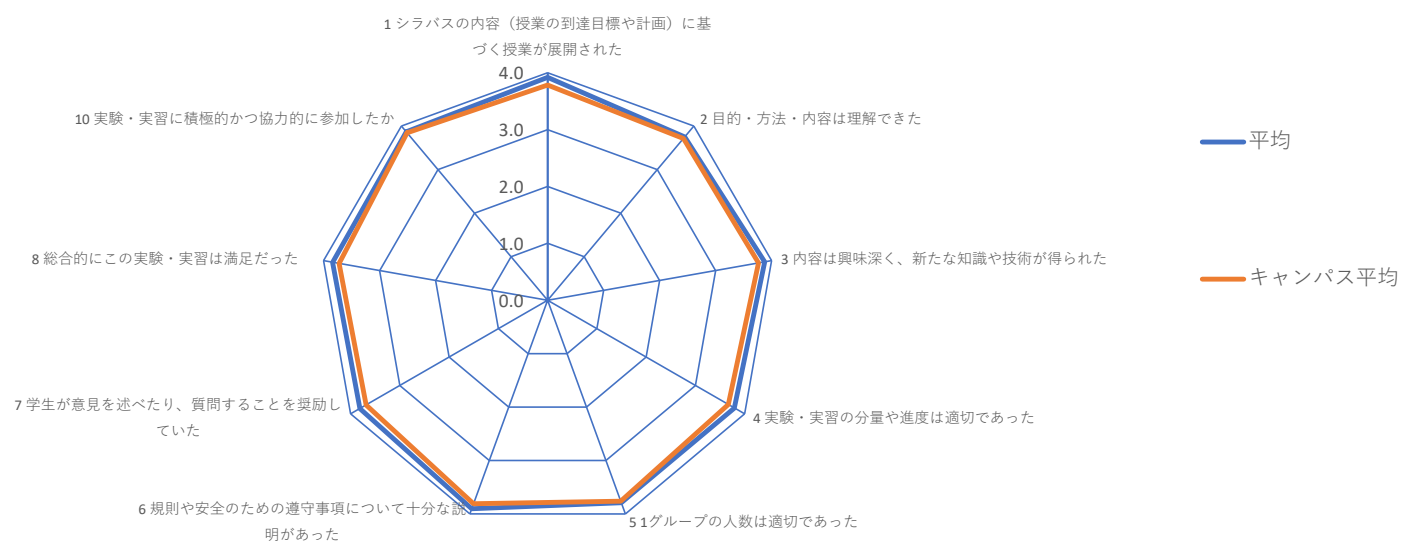 1 シラバスの内容（授業の到達目標や計画）に基
づく授業が展開された
4.0
10 実験・実習に積極的かつ協力的に参加したか
2 目的・方法・内容は理解できた
3.0
平均
2.0
1.0
8 総合的にこの実験・実習は満足だった
3 内容は興味深く、新たな知識や技術が得られた
キャンパス平均
0.0
7 学生が意見を述べたり、質問することを奨励し
ていた
4 実験・実習の分量や進度は適切であった
6 規則や安全のための遵守事項について十分な説
明があった
5 1グループの人数は適切であった